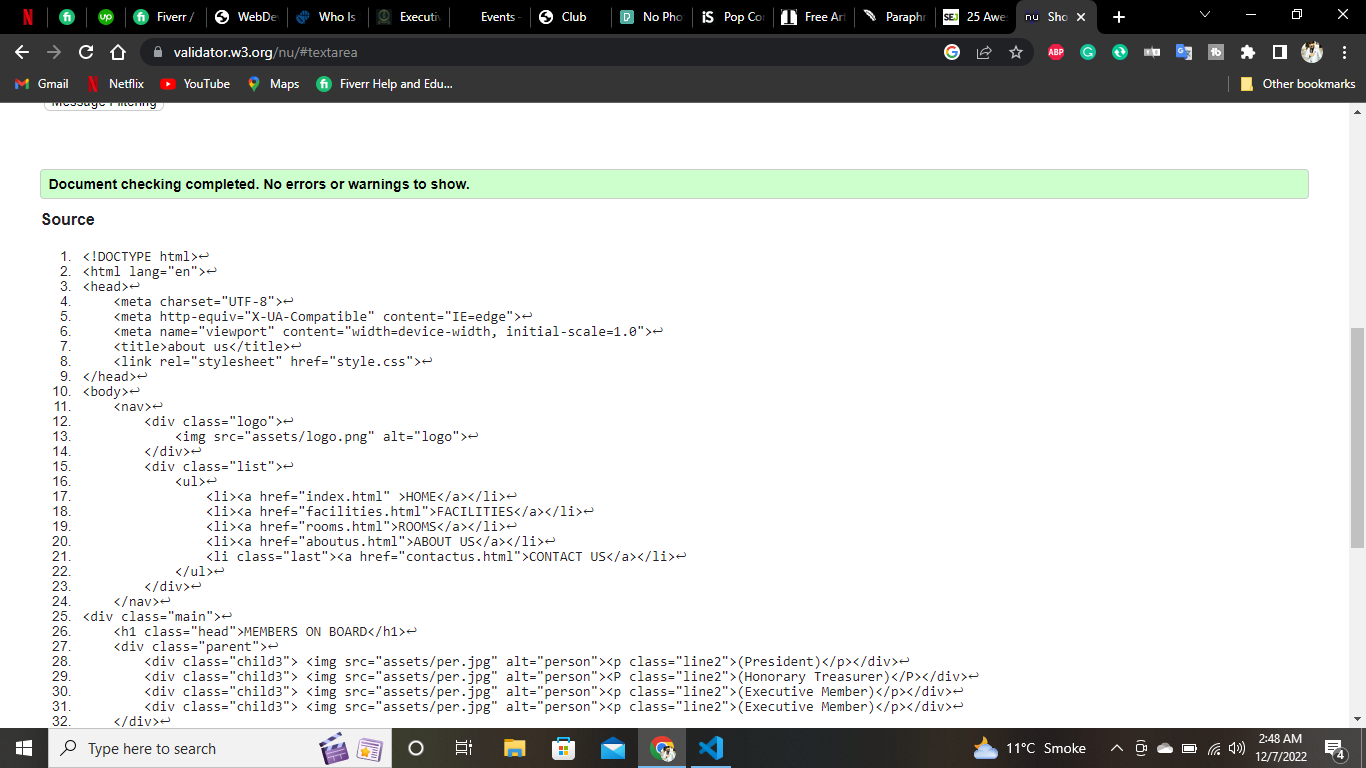 N
up
Fiverr /
WebDev
Who Is
Executiv
Events -
Club
No Pho
iS Pop Cor
Free Art
Paraphr
SEJ 25 Awes
nu Sho
validator.w3.org/nu/#textarea
ABP
Gmail
Netflix
YouTube
Maps
Fiverr Help and Edu...
Other bookmarks
Message Filtering
Document checking completed. No errors or warnings to show.
Source
1. <!DOCTYPE html>↩
2. <html lang="en">↩
3. <head>↩
4. <meta charset="UTF-8">↩
5. <meta http-equiv="X-UA-Compatible" content="IE=edge">↩
6. <meta name="viewport" content="width=device-width, initial-scale=1.0">↩
7. <title>about us</title>↩
8. <link rel="stylesheet" href="style.css">↩
9. </head>↩
10. <body>↩
11. <nav>↩
12. <div class="logo">↩
13. <img src="assets/logo.png" alt="logo">↩
14. </div>↩
15. <div class="list">↩
16. <ul>↩
17. <li><a href="index.html" >HOME</a></li>↩
18. <li><a href="facilities.html">FACILITIES</a></li>↩
19. <li><a href="rooms.html">ROOMS</a></li>↩
20. <li><a href="aboutus.html">ABOUT US</a></li>↩
21. <li class="last"><a href="contactus.html">CONTACT US</a></li>↩
22. </ul>↩
23. </div>↩
24. </nav>↩
25. <div class="main">↩
26. <h1 class="head">MEMBERS ON BOARD</h1>↩
27. <div class="parent">↩
28. <div class="child3"> <img src="assets/per.jpg" alt="person"><p class="line2">(President)</p></div>↩
29. <div class="child3"> <img src="assets/per.jpg" alt="person"><P class="line2">(Honorary Treasurer)</P></div>↩
30. <div class="child3"> <img src="assets/per.jpg" alt="person"><p class="line2">(Executive Member)</p></div>↩
31. <div class="child3"> <img src="assets/per.jpg" alt="person"><p class="line2">(Executive Member)</p></div>↩
32. </div>↩
Type here to search
11°C Smoke
2:48 AM
12/7/2022
4